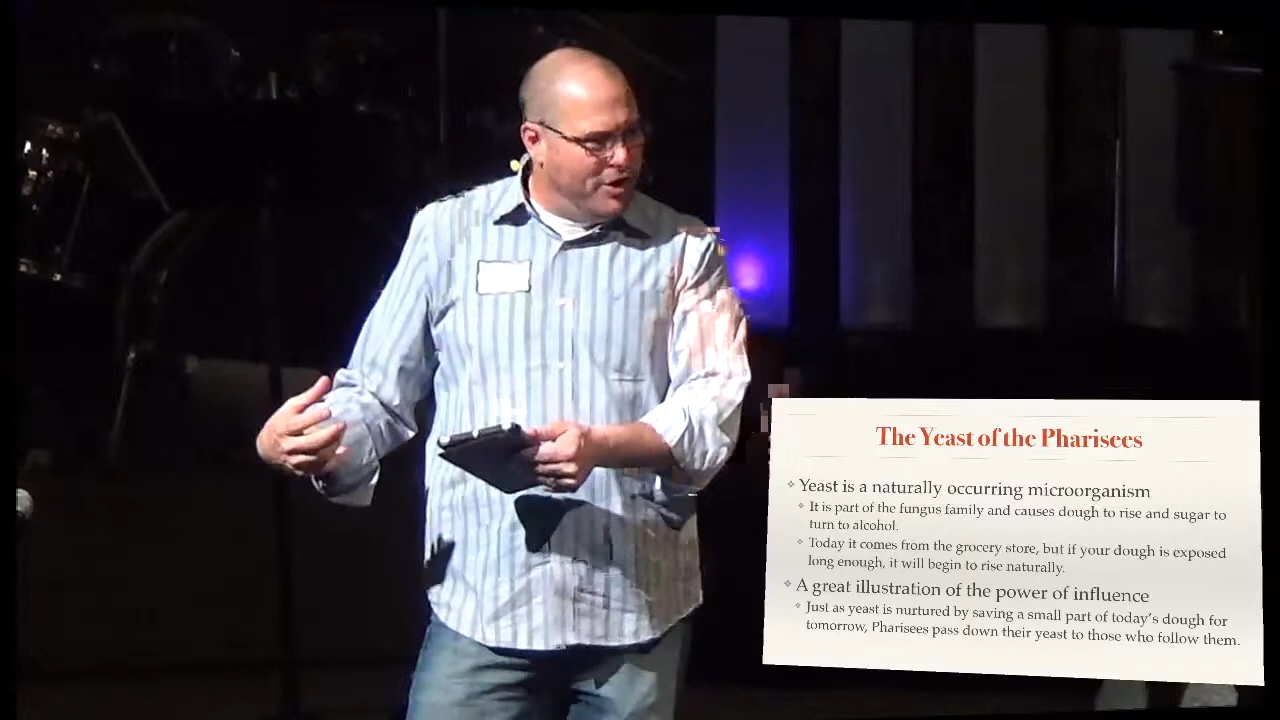 The Yeast of the Pharisees
Yeast is a naturally occurring microorganism
It is part of the fungus family and causes dough to rise and sugar to
turn to alcohol.
Today it comes from the grocery store, but if your dough is exposed
long enough, it will begin to rise naturally.
A great illustration of the power of influence
Just as yeast is nurtured by saving a small part of today's dough for
tomorrow, Pharisees pass down their yeast to those who follow them.